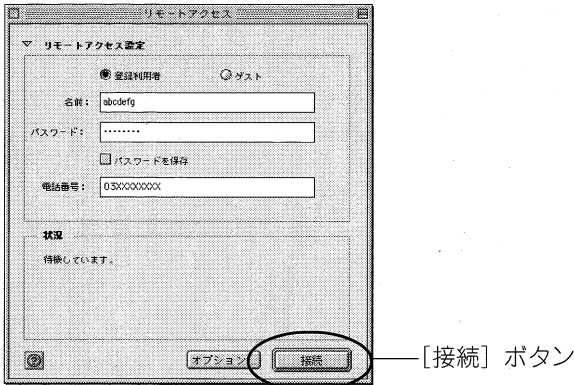 リモートアクセス
リモートアクセス設定
登録利用者 ゲスト
名前： abcdefg
パスワード： ••••••••
パスワードを保存
電話番号： 03XXXXXXXX
状況
待機しています。
? オプション 接続
［接続］ボタン